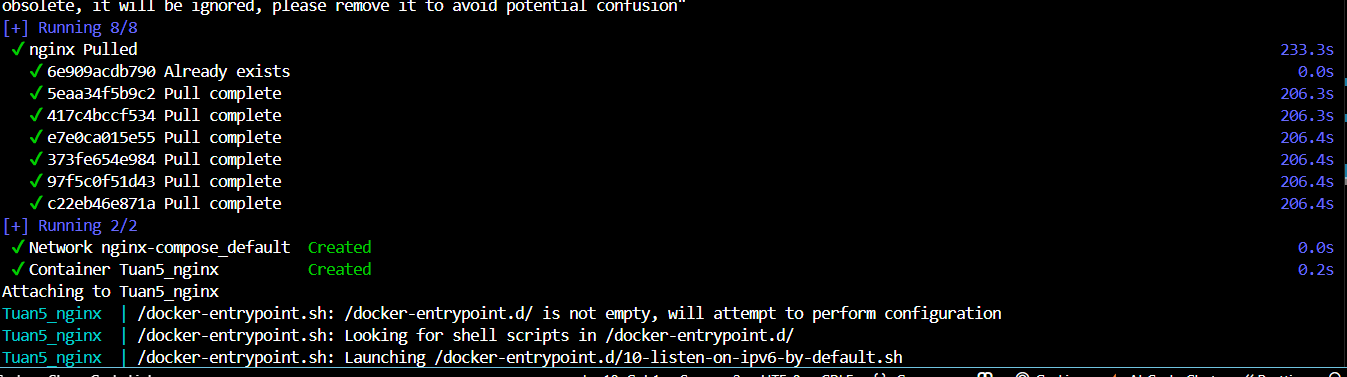 obsolete, it will be ignored, please remove it to avoid potential confusion"
[+] Running 8/8
✓ nginx Pulled 233.3s
✓ 6e909acdb790 Already exists 0.0s
✓ 5eaa34f5b9c2 Pull complete 206.3s
✓ 417c4bccf534 Pull complete 206.3s
✓ e7e0ca015e55 Pull complete 206.4s
✓ 373fe654e984 Pull complete 206.4s
✓ 97f5c0f51d43 Pull complete 206.4s
✓ c22eb46e871a Pull complete 206.4s
[+] Running 2/2
✓ Network nginx-compose_default Created 0.0s
✓ Container Tuan5_nginx Created 0.2s
Attaching to Tuan5_nginx
Tuan5_nginx | /docker-entrypoint.sh: /docker-entrypoint.d/ is not empty, will attempt to perform configuration
Tuan5_nginx | /docker-entrypoint.sh: Looking for shell scripts in /docker-entrypoint.d/
Tuan5_nginx | /docker-entrypoint.sh: Launching /docker-entrypoint.d/10-listen-on-ipv6-by-default.sh